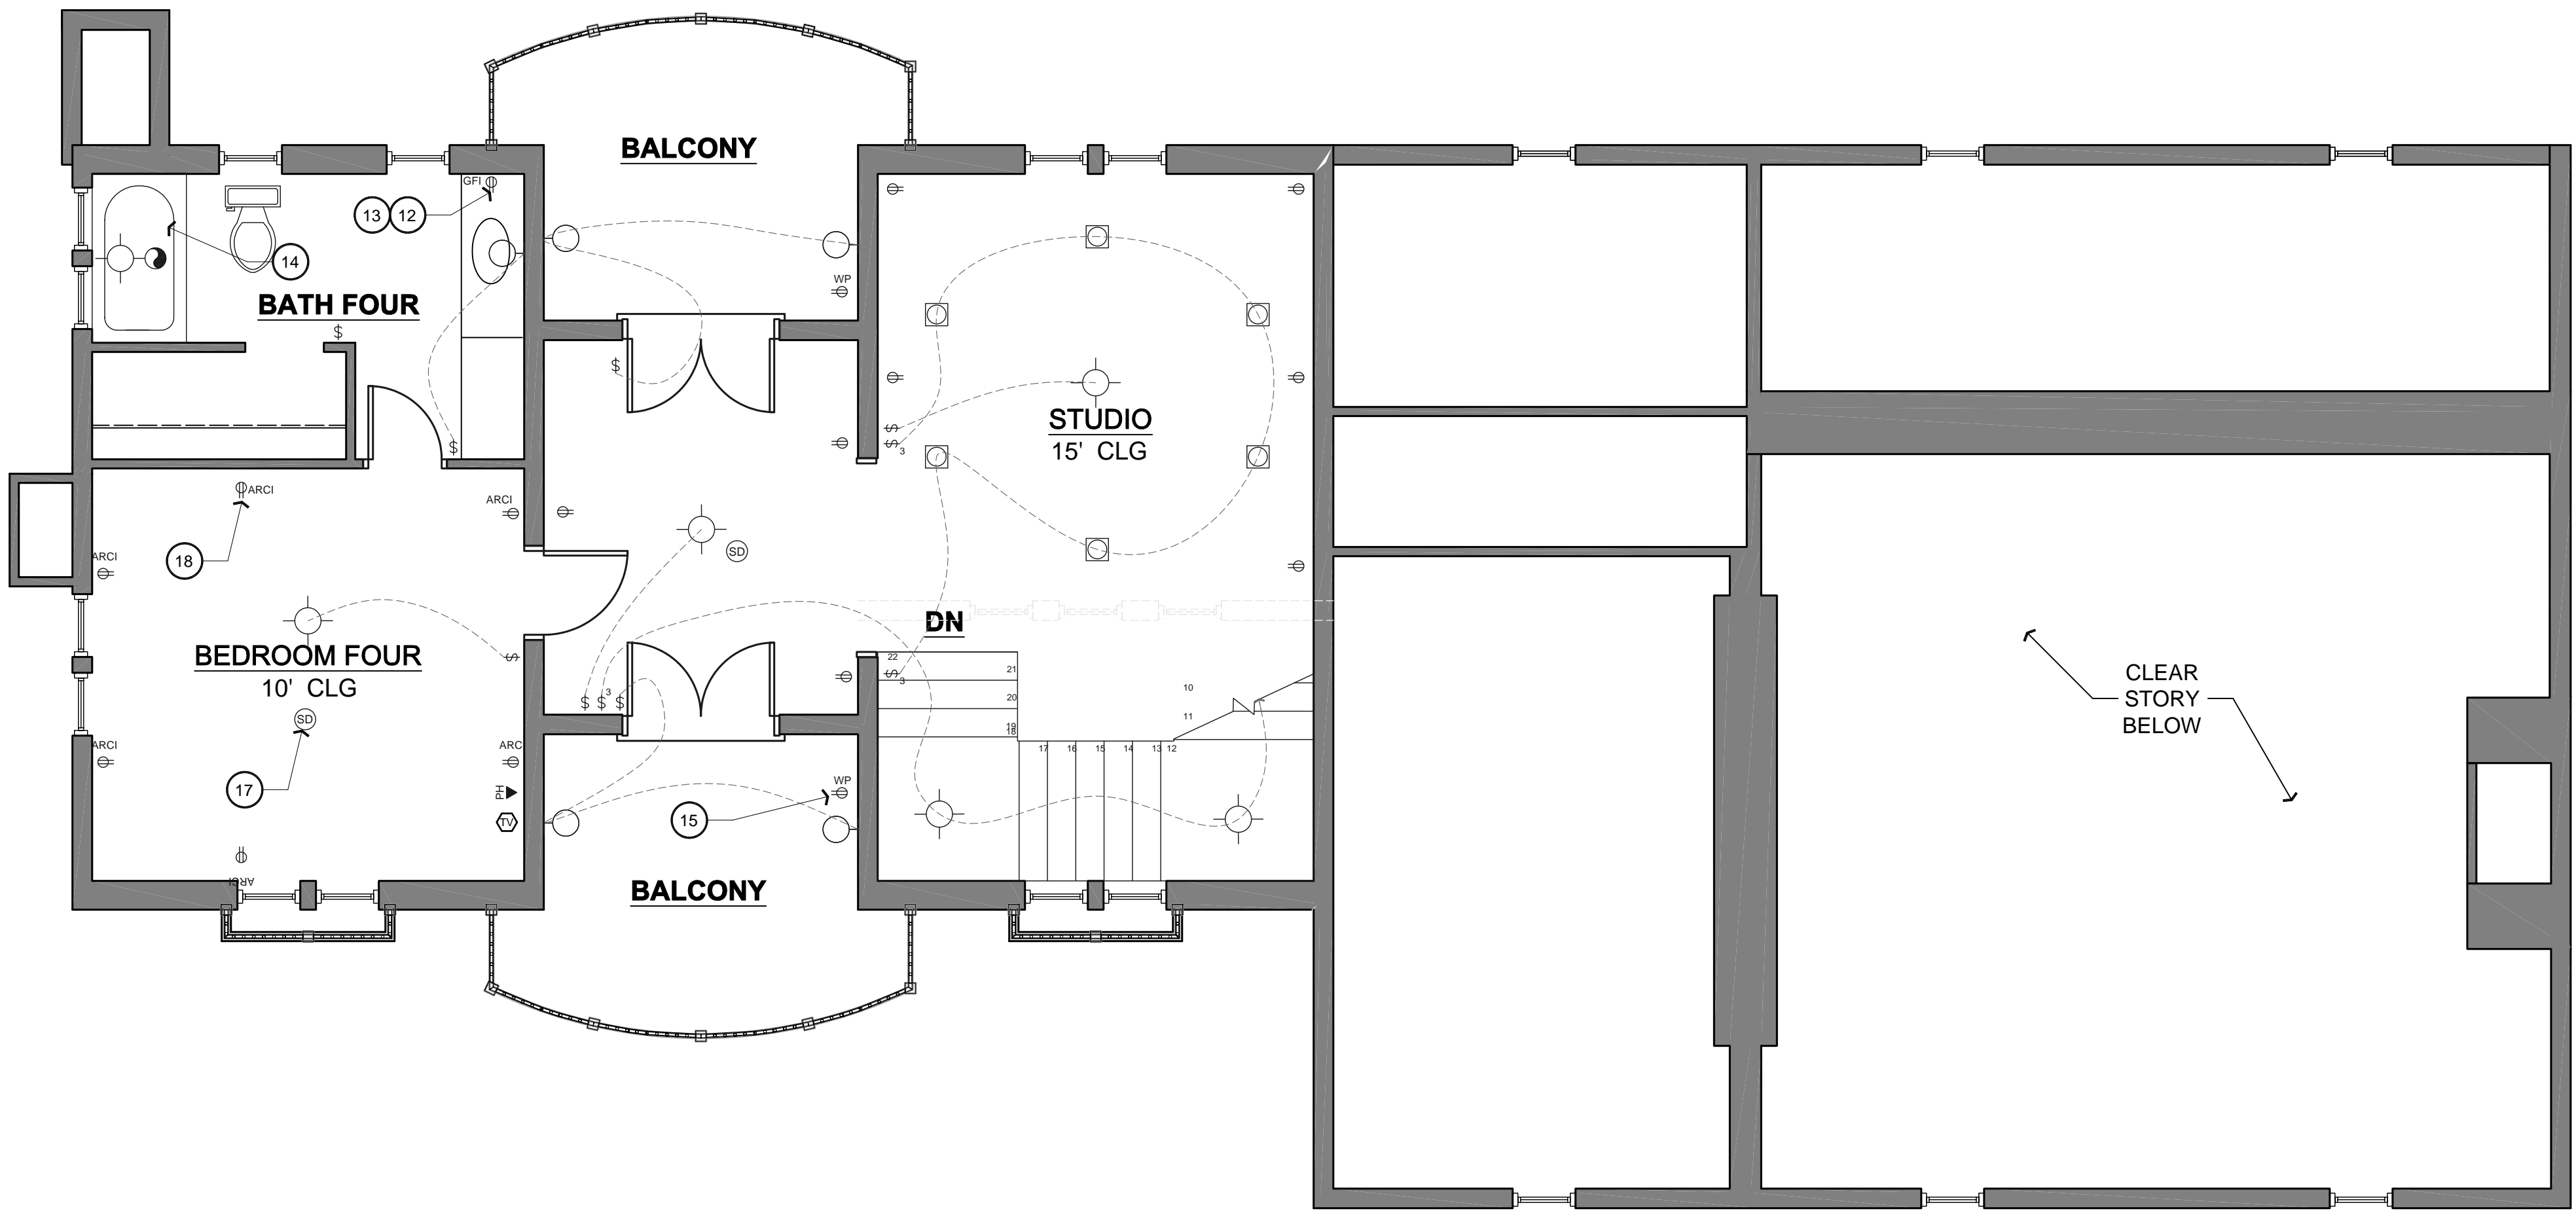 BALCONY
GFI
13
12
14
WP
BATH FOUR
$
$
$
STUDIO
15' CLG
$
$
3
ARCI
ARCI
18
ARCI
SD
DN
$
BEDROOM FOUR
10' CLG
SD
ARCI
17
ARC
PH
TV
ARCI
$
$
3
$
22
21
20
19
18
$
3
17
16
15
14
13
12
11
10
WP
15
BALCONY
CLEAR
STORY
BELOW